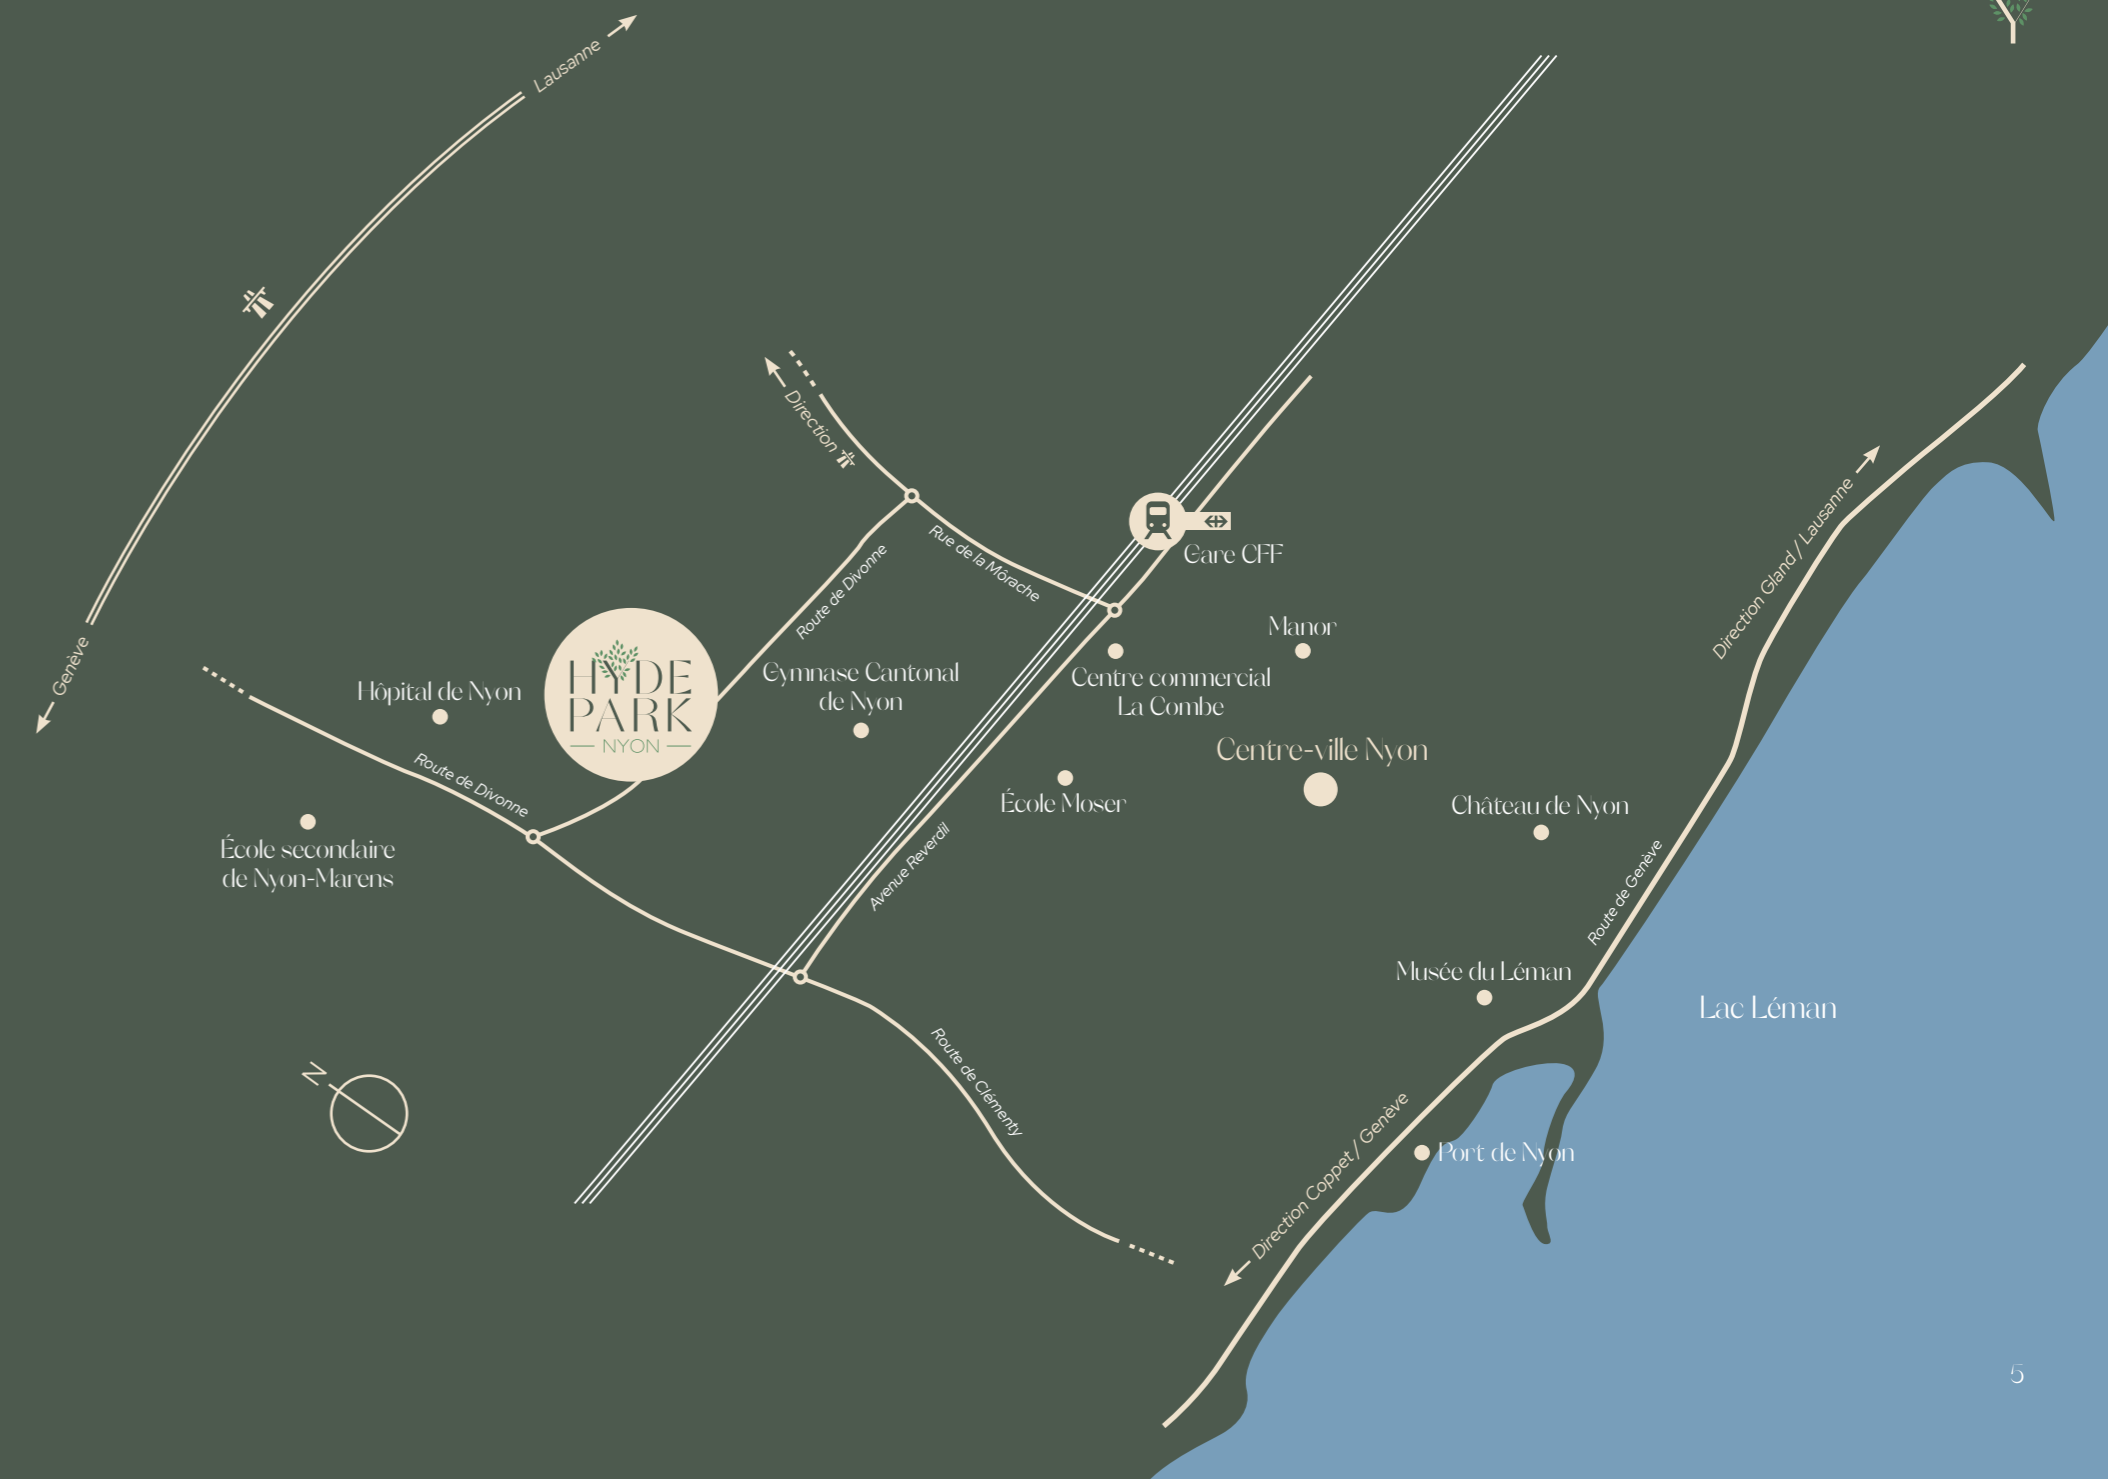 Lausanne
Genève
Direction
Route de Divonne
Rue de la Môrache
Gare CFF
Direction Gland / Lausanne
Manor
Centre commercial
La Combe
Gymnase Cantonal
de Nyon
HYDE
PARK
NYON
Hôpital de Nyon
Route de Divonne
Centre-ville Nyon
École Moser
Château de Nyon
École secondaire
de Nyon-Marens
Avenue Reverdil
Route de Genève
Musée du Léman
Lac Léman
N
Route de Clémenty
Port de Nyon
Direction Coppet / Genève
5